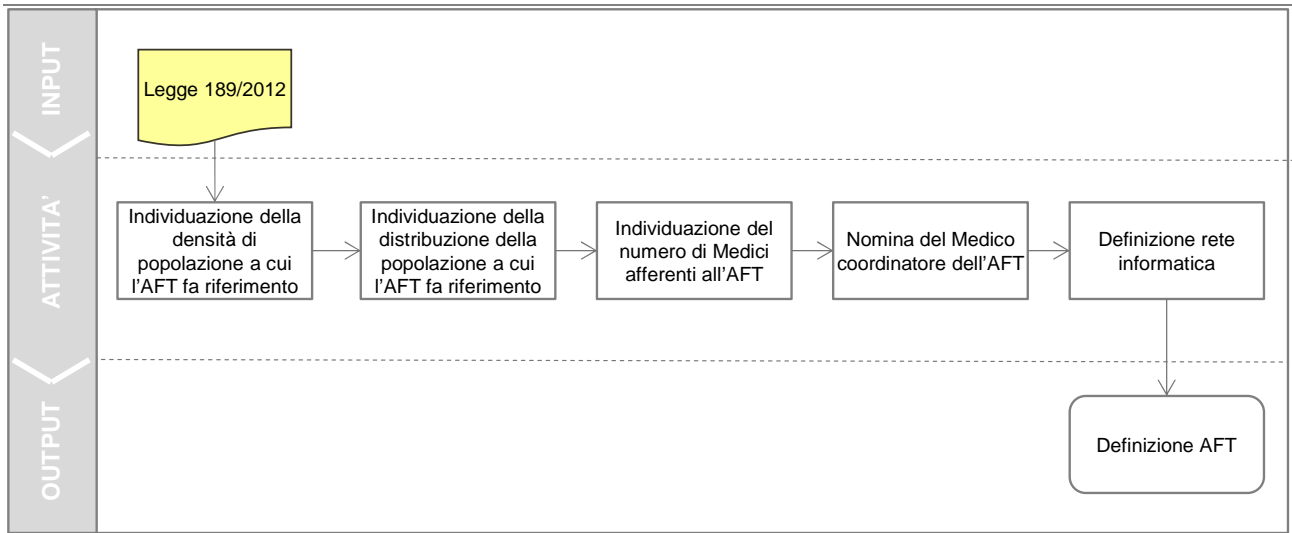 INPUT
Legge 189/2012
ATTIVITA'
Individuazione della
densità di
popolazione a cui
l'AFT fa riferimento
Individuazione della
distribuzione della
popolazione a cui
l'AFT fa riferimento
Individuazione del
numero di Medici
afferenti all'AFT
Nomina del Medico
coordinatore dell'AFT
Definizione rete
informatica
OUTPUT
Definizione AFT